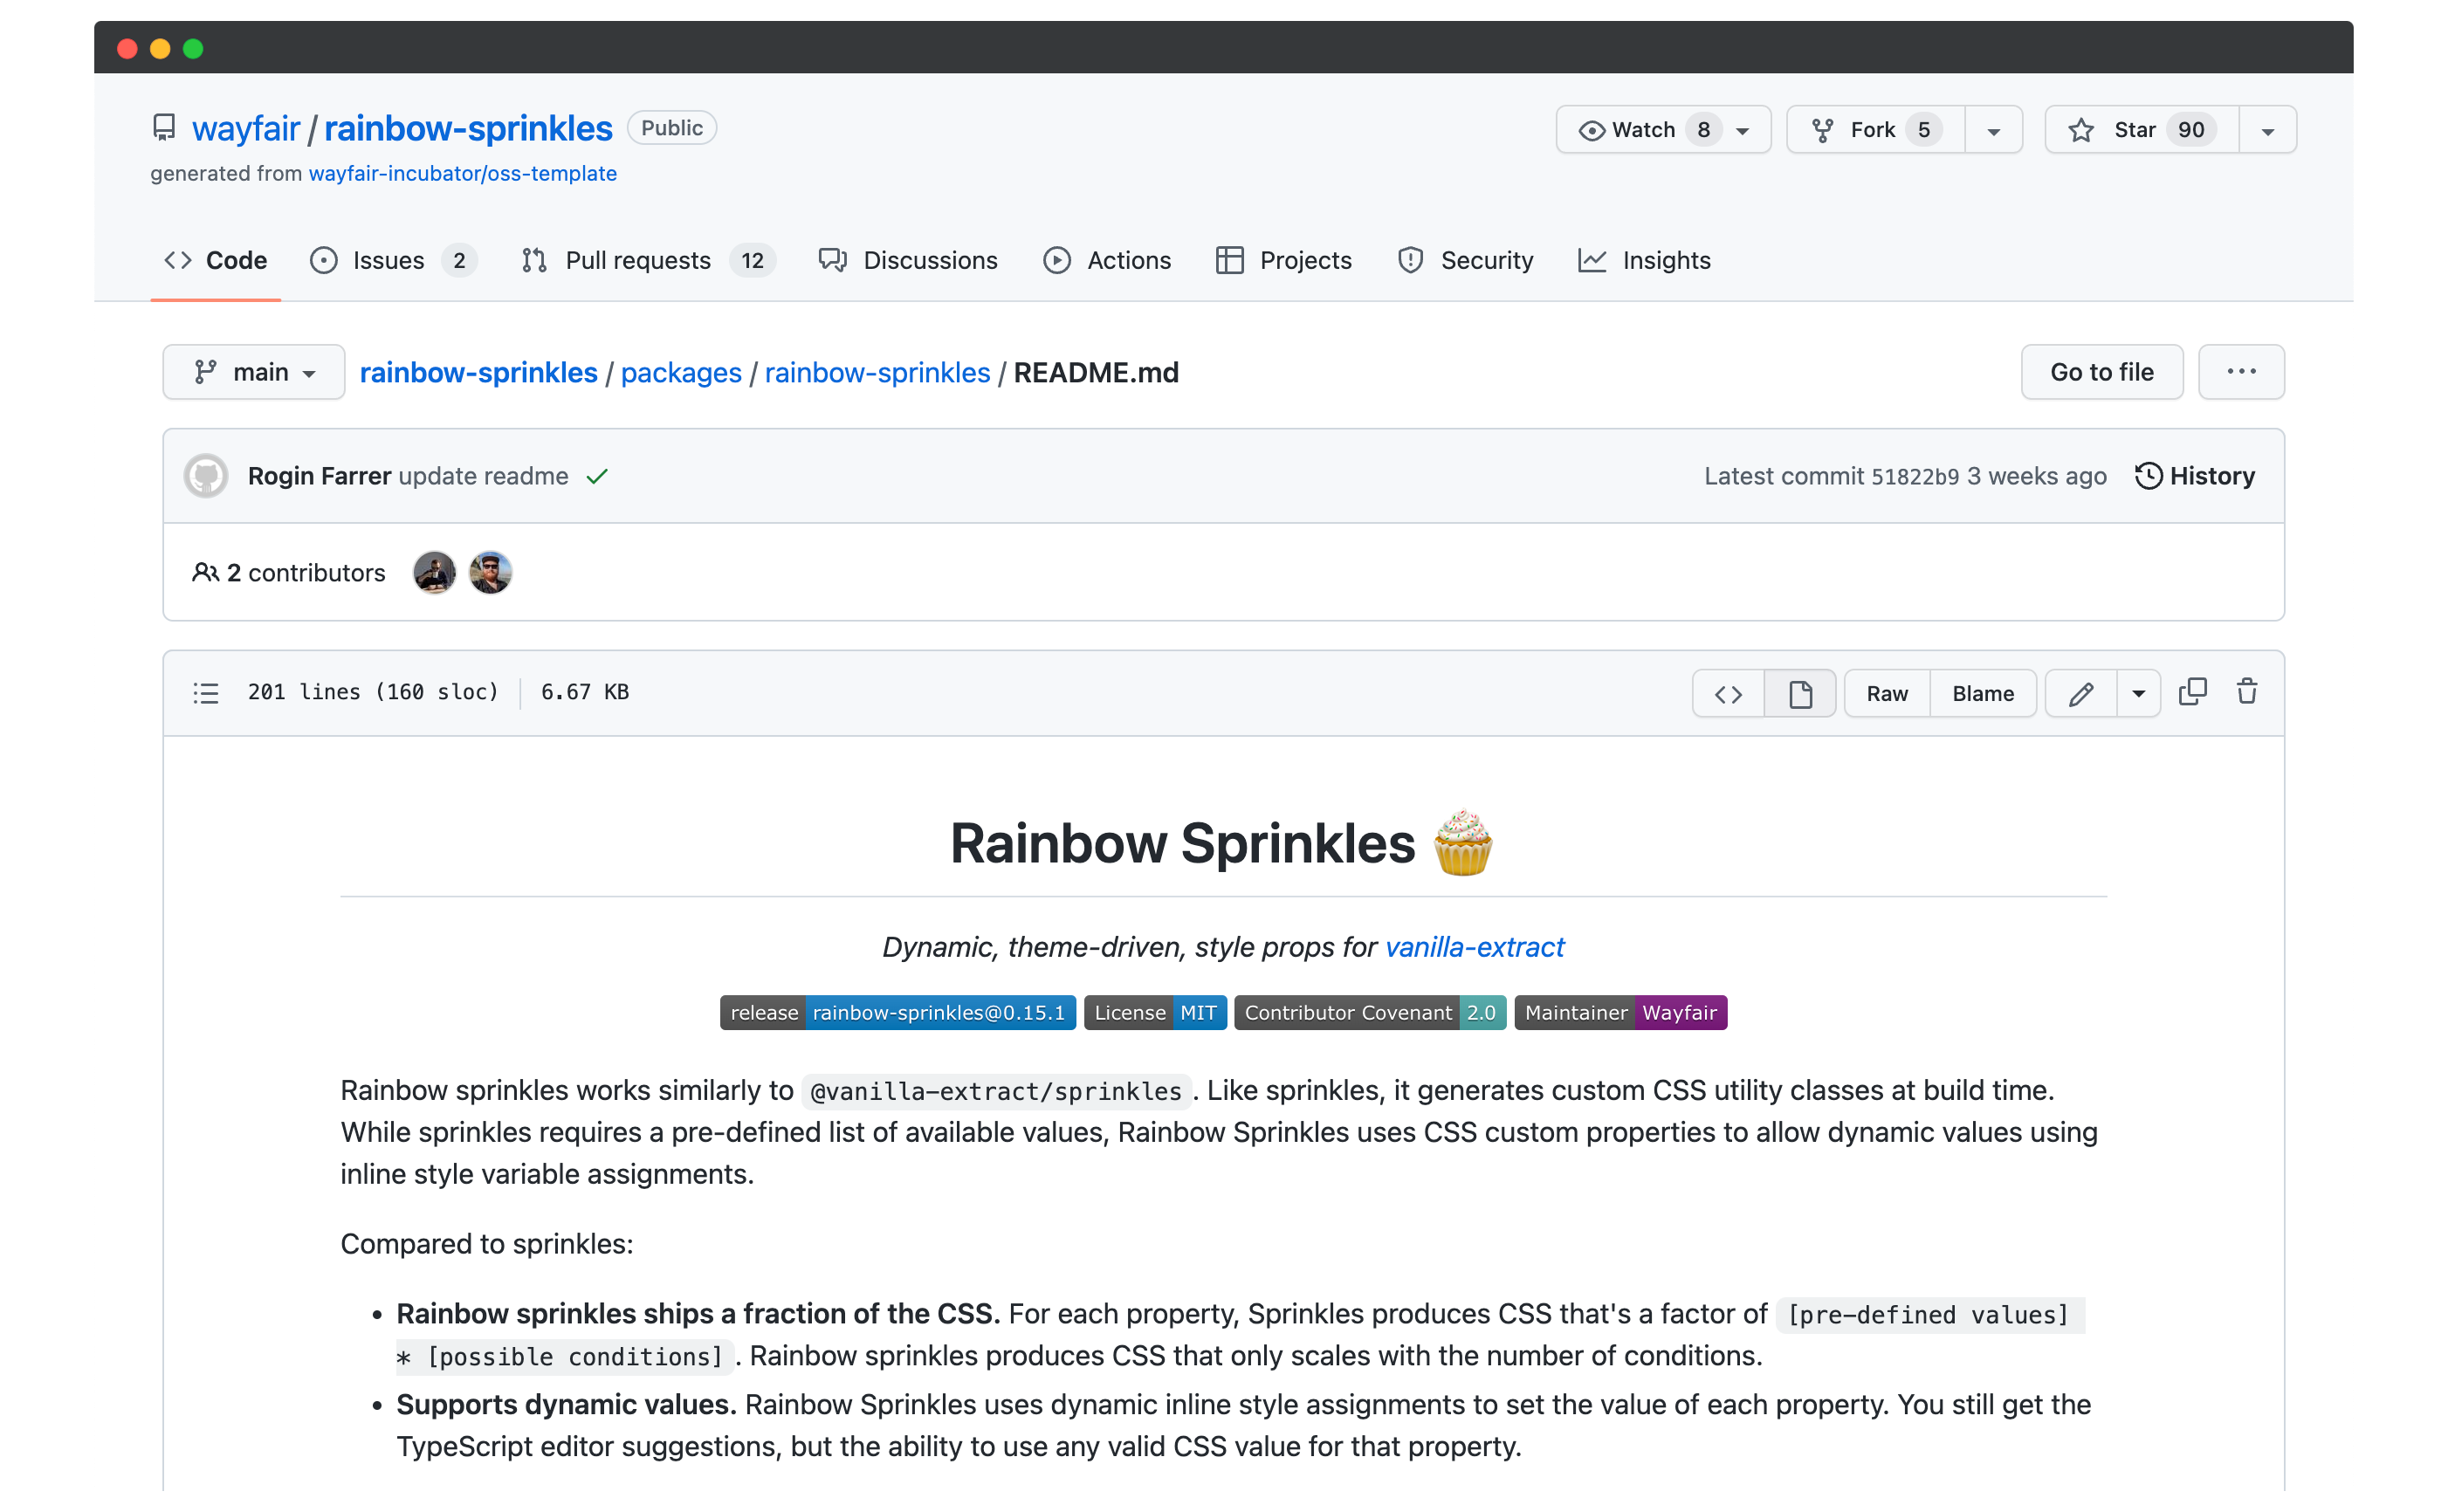 wayfair / rainbow-sprinkles Public
Watch 8 Fork 5 Star 90
generated from wayfair-incubator/oss-template
Code Issues 2 Pull requests 12 Discussions Actions Projects Security Insights
main rainbow-sprinkles / packages / rainbow-sprinkles / README.md Go to file ...
Rogin Farrer update readme Latest commit 51822b9 3 weeks ago History
2 contributors
201 lines (160 sloc) 6.67 KB Raw Blame
Rainbow Sprinkles 🧁
Dynamic, theme-driven, style props for vanilla-extract
release rainbow-sprinkles@0.15.1 License MIT Contributor Covenant 2.0 Maintainer Wayfair
Rainbow sprinkles works similarly to @vanilla-extract/sprinkles. Like sprinkles, it generates custom CSS utility classes at build time.
While sprinkles requires a pre-defined list of available values, Rainbow Sprinkles uses CSS custom properties to allow dynamic values using
inline style variable assignments.
Compared to sprinkles:
• Rainbow sprinkles ships a fraction of the CSS. For each property, Sprinkles produces CSS that's a factor of [pre-defined values]
* [possible conditions]. Rainbow sprinkles produces CSS that only scales with the number of conditions.
• Supports dynamic values. Rainbow Sprinkles uses dynamic inline style assignments to set the value of each property. You still get the
TypeScript editor suggestions, but the ability to use any valid CSS value for that property.